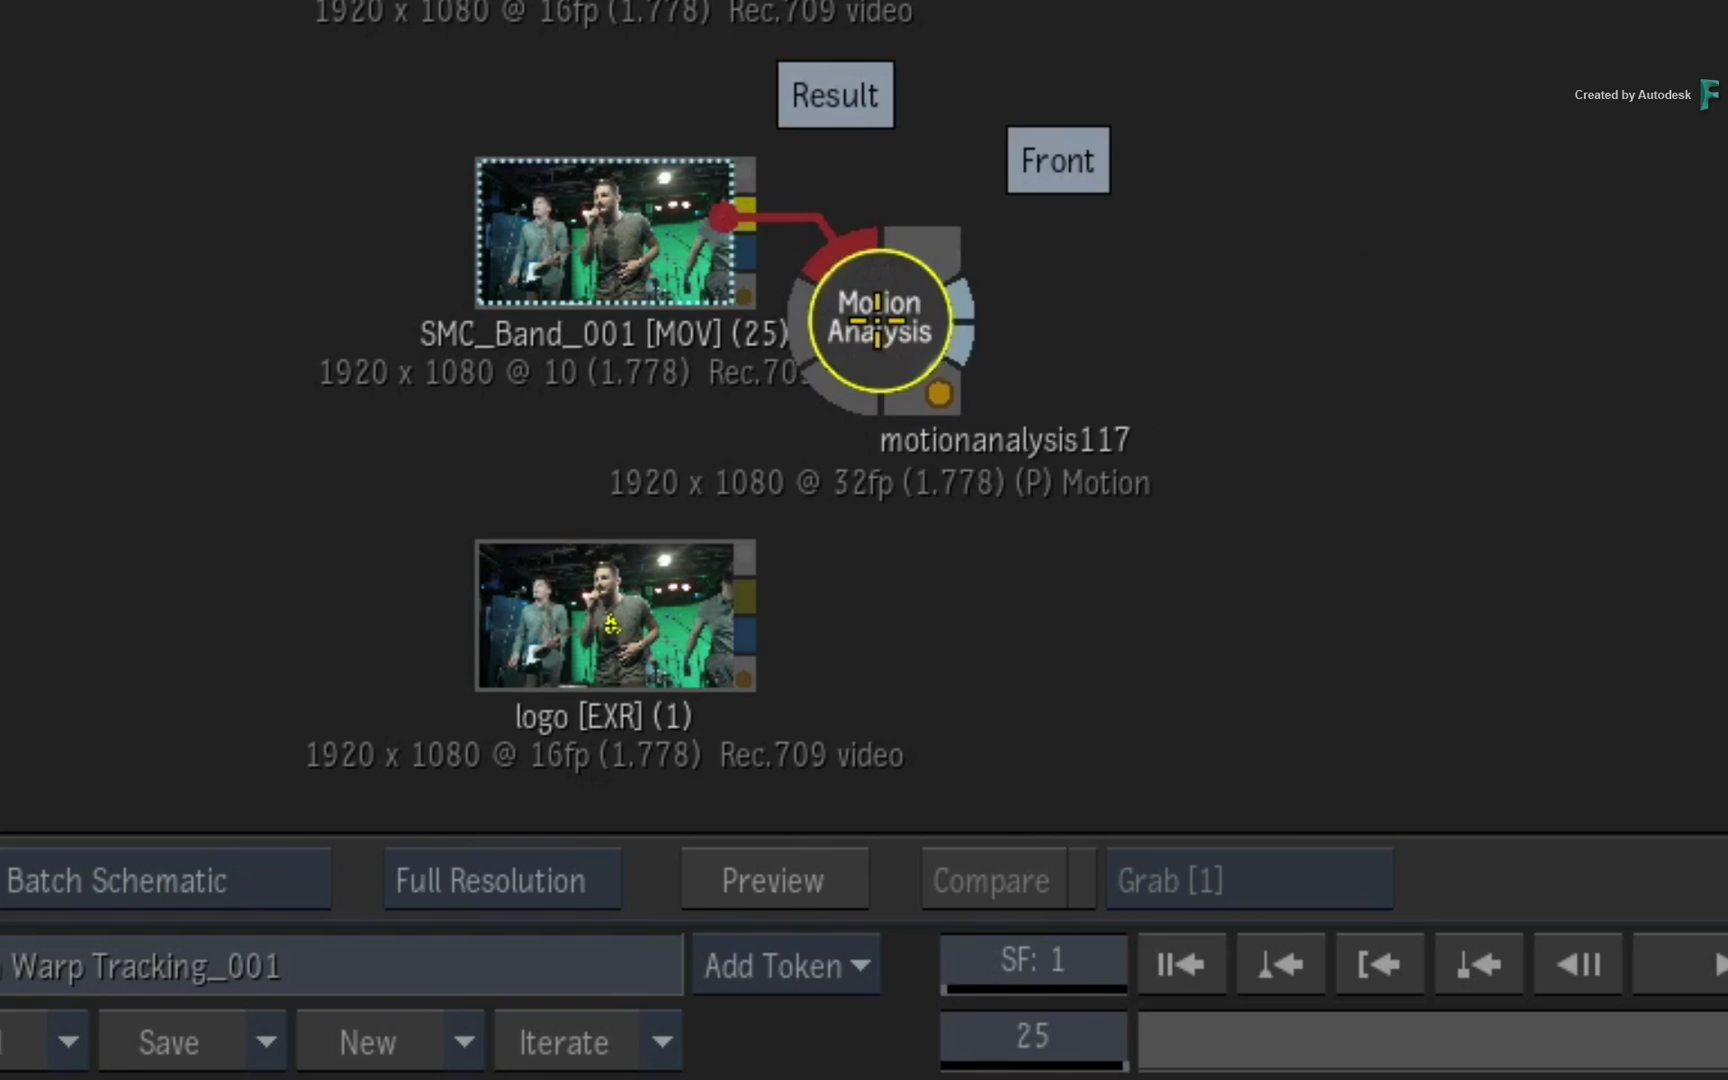 1920 x 1080 @ 16fp (1.778) Rec.709 video
Result
Created by Autodesk
Front
Motion
Analysis
SMC_Band_001 [MOV] (25)
1920 x 1080 @ 10 (1.778) Rec.709
motionanalysis117
1920 x 1080 @ 32fp (1.778) (P) Motion
logo [EXR] (1)
1920 x 1080 @ 16fp (1.778) Rec.709 video
Batch Schematic
Full Resolution
Preview
Compare
Grab [1]
Warp Tracking_001
Add Token
SF: 1
Save
New
Iterate
25